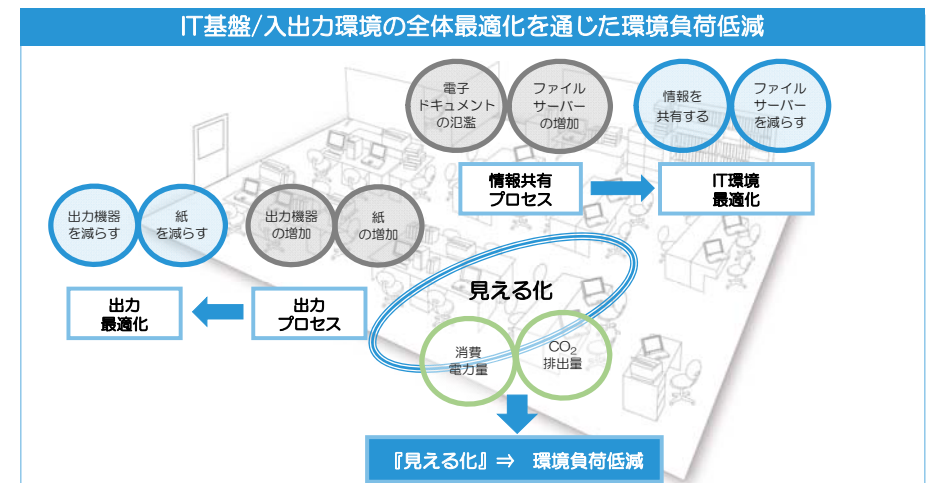 IT基盤/入出力環境の全体最適化を通じた環境負荷低減
電子
ドキュメント
の氾濫
ファイル
サーバー
の増加
情報を
共有する
ファイル
サーバー
を減らす
情報共有
プロセス
IT環境
最適化
出力機器
を減らす
紙
を減らす
出力機器
の増加
紙
の増加
出力
最適化
出力
プロセス
見える化
消費
電力量
CO₂
排出量
『見える化』⇒ 環境負荷低減